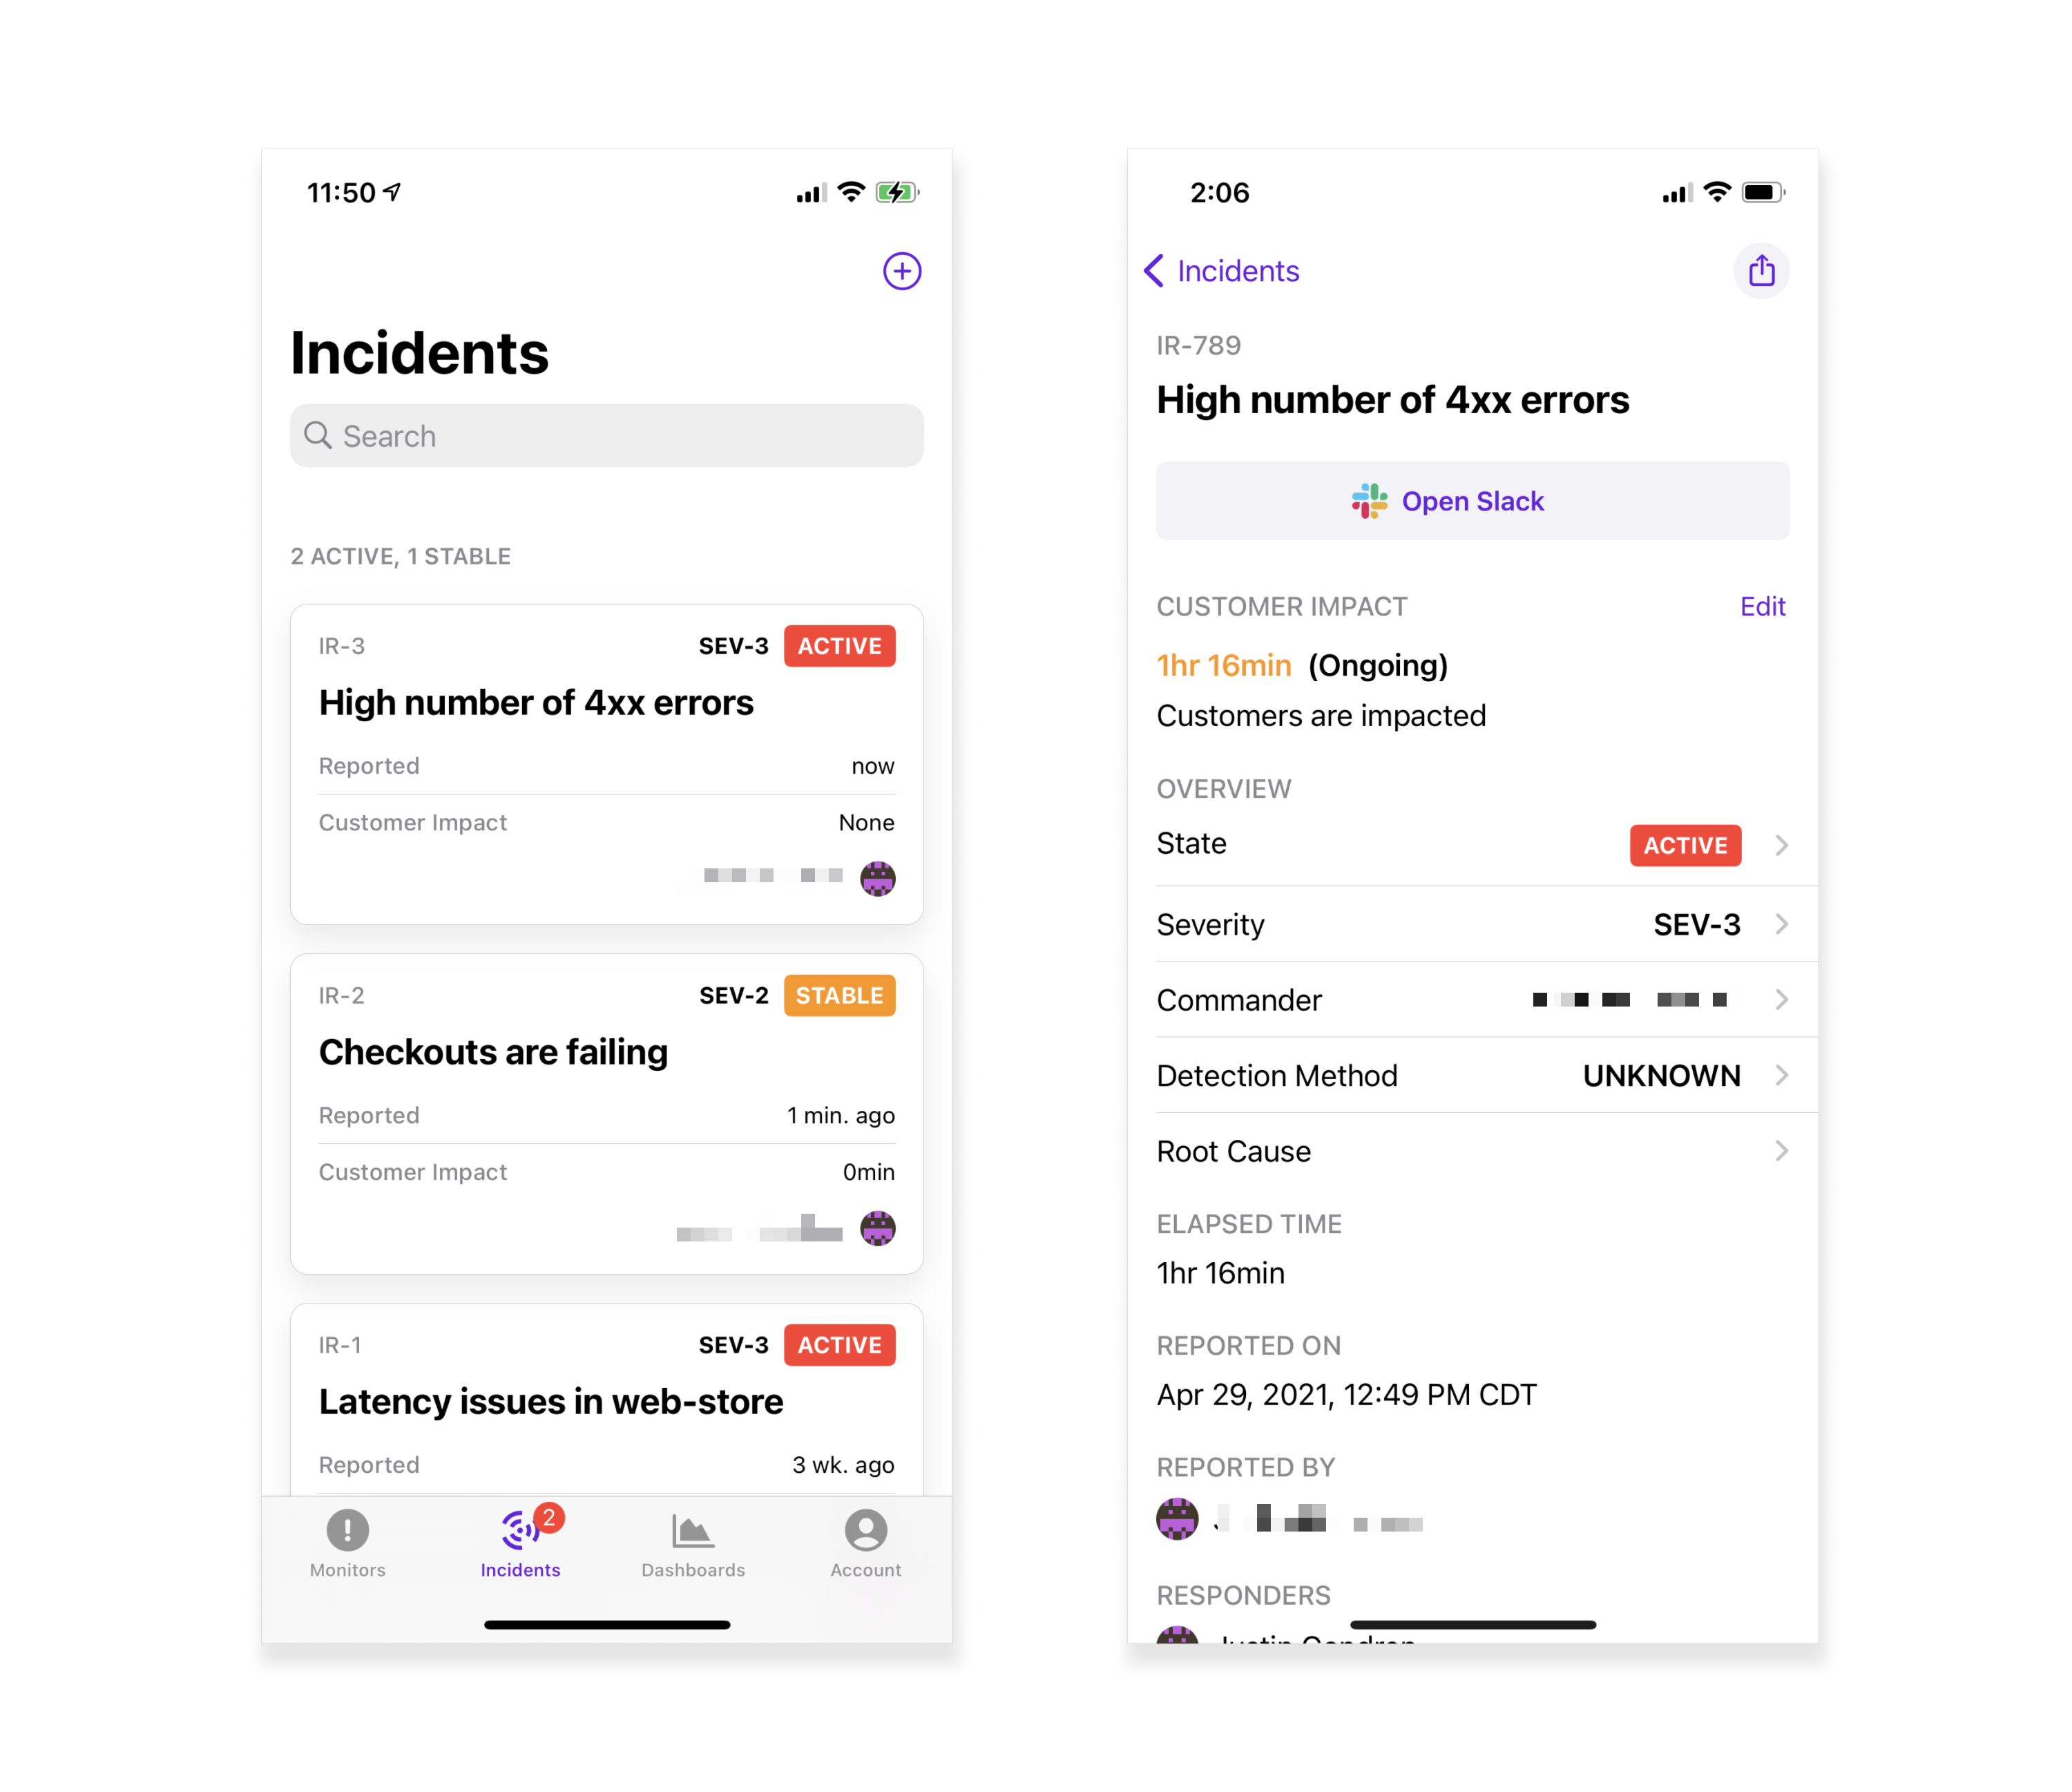 11:50
Incidents
Search
2 ACTIVE, 1 STABLE
IR-3 SEV-3 ACTIVE
High number of 4xx errors
Reported now
Customer Impact None
IR-2 SEV-2 STABLE
Checkouts are failing
Reported 1 min. ago
Customer Impact 0min
IR-1 SEV-3 ACTIVE
Latency issues in web-store
Reported 3 wk. ago
2
Monitors Incidents Dashboards Account
2:06
Incidents
IR-789
High number of 4xx errors
Open Slack
CUSTOMER IMPACT Edit
1hr 16min (Ongoing)
Customers are impacted
OVERVIEW
State ACTIVE
Severity SEV-3
Commander
Detection Method UNKNOWN
Root Cause
ELAPSED TIME
1hr 16min
REPORTED ON
Apr 29, 2021, 12:49 PM CDT
REPORTED BY
RESPONDERS